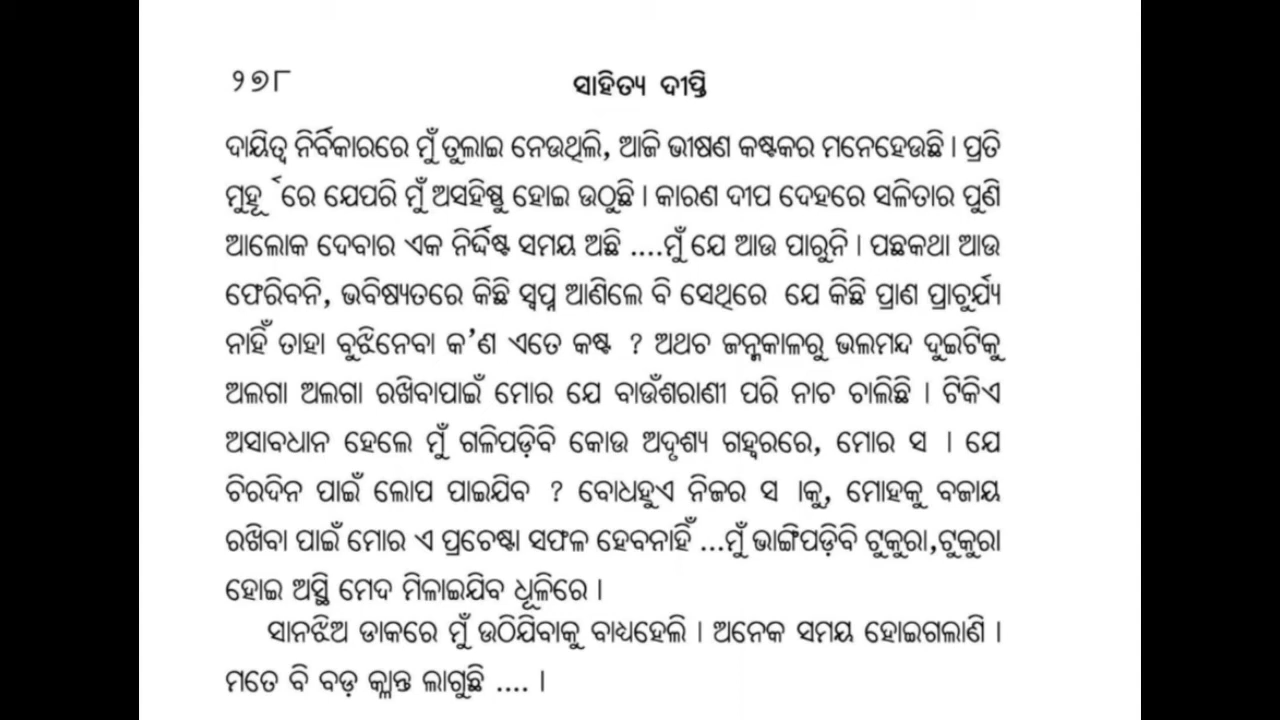 ୨୭୮
ସାହିତ୍ୟ ଦୀପ୍ତି
ଦାୟିତ୍ୱ ନିର୍ବିକାରରେ ମୁଁ ତୁଲାଇ ନେଉଥିଲି, ଆଜି ଭୀଷଣ କଷ୍ଟକର ମନେହେଉଛି । ପ୍ରତି
ରେ ଯେପରି ମୁଁ ଅସହିଷ୍ଣୁ ହୋଇ ଉଠୁଛି । କାରଣ ଦୀପ ଦେହରେ ସଳିତାର ପୁଣି
ଆଲୋକ ଦେବାର ଏକ ନିର୍ଦ୍ଦିଷ୍ଟ ସମୟ ଅଛି ....ମୁଁ ଯେ ଆଉ ପାରୁନି । ପଛକଥା ଆଉ
ଫେରିବନି, ଭବିଷ୍ୟତରେ କିଛି ସ୍ୱପ୍ନ ଆଣିଲେ ବି ସେଥିରେ ଯେ କିଛି ପ୍ରାଣ ପ୍ରାଚୁର୍ଯ୍ୟ
ନାହିଁ ତାହା ବୁଝିନେବା କ'ଣ ଏତେ କଷ୍ଟ ? ଅଥଚ ଜନ୍ମକାଳରୁ ଭଲମନ୍ଦ ଦୁଇଟିକୁ
ଅଲଗା ଅଲଗା ରଖିବାପାଇଁ ମୋର ଯେ ବାଉଁଶରାଣୀ ପରି ନାଚ ଚାଲିଛି । ଟିକିଏ
ଅସାବଧାନ ହେଲେ ମୁଁ ଗଳିପଡ଼ିବି କୋଉ ଅଦୃଶ୍ୟ ଗହ୍ୱରରେ, ମୋର ସ । ଯେ
ଚିରଦିନ ପାଇଁ ଲୋପ ପାଇଯିବ ? ବୋଧହୁଏ ନିଜର ସ ାକୁ, ମୋହକୁ ବଜାୟ
ରଖିବା ପାଇଁ ମୋର ଏ ପ୍ରଚେଷ୍ଟା ସଫଳ ହେବନାହିଁ ...ମୁଁ ଭାଙ୍ଗିପଡ଼ିବି ଟୁକୁରା,ଟୁକୁରା
ହୋଇ ଅସ୍ଥି ମେଦ ମିଳାଇଯିବ ଧୂଳିରେ ।
ସାନଝିଅ ଡାକରେ ମୁଁ ଉଠିଯିବାକୁ ବାଧ୍ୟହେଲି । ଅନେକ ସମୟ ହୋଇଗଲାଣି ।
ମତେ ବି ବଡ଼ କ୍ଳାନ୍ତ ଲାଗୁଛି .... ।